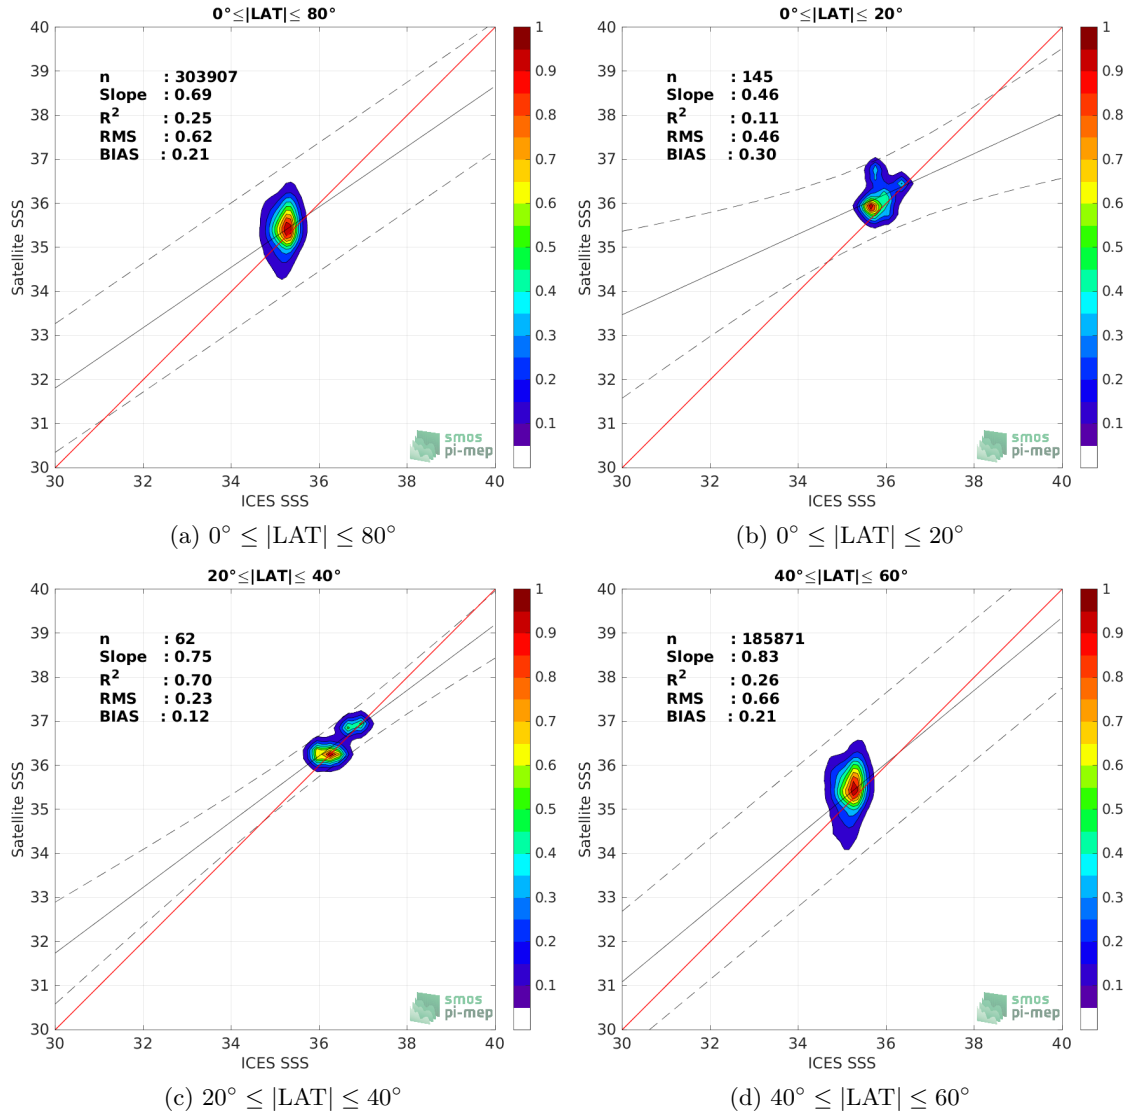 0°≤|LAT|≤ 80°
40
39
38
37
36
35
34
33
32
31
30
Satellite SSS
n : 303907
Slope : 0.69
R² : 0.25
RMS : 0.62
BIAS : 0.21
smos
pi-mep
30 32 34 36 38 40
ICES SSS
1
0.9
0.8
0.7
0.6
0.5
0.4
0.3
0.2
0.1
(a) 0° ≤ |LAT| ≤ 80°
0°≤|LAT|≤ 20°
40
39
38
37
36
35
34
33
32
31
30
Satellite SSS
n : 145
Slope : 0.46
R² : 0.11
RMS : 0.46
BIAS : 0.30
smos
pi-mep
30 32 34 36 38 40
ICES SSS
1
0.9
0.8
0.7
0.6
0.5
0.4
0.3
0.2
0.1
(b) 0° ≤ |LAT| ≤ 20°
20°≤|LAT|≤ 40°
40
39
38
37
36
35
34
33
32
31
30
Satellite SSS
n : 62
Slope : 0.75
R² : 0.70
RMS : 0.23
BIAS : 0.12
smos
pi-mep
30 32 34 36 38 40
ICES SSS
1
0.9
0.8
0.7
0.6
0.5
0.4
0.3
0.2
0.1
(c) 20° ≤ |LAT| ≤ 40°
40°≤|LAT|≤ 60°
40
39
38
37
36
35
34
33
32
31
30
Satellite SSS
n : 185871
Slope : 0.83
R² : 0.26
RMS : 0.66
BIAS : 0.21
smos
pi-mep
30 32 34 36 38 40
ICES SSS
1
0.9
0.8
0.7
0.6
0.5
0.4
0.3
0.2
0.1
(d) 40° ≤ |LAT| ≤ 60°